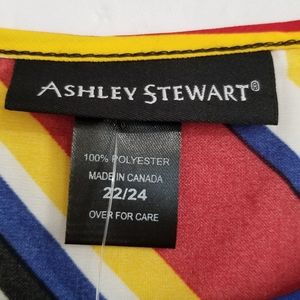 ASHLEY STEWART®
100% POLYESTER
MADE IN CANADA
22/24
OVER FOR CARE